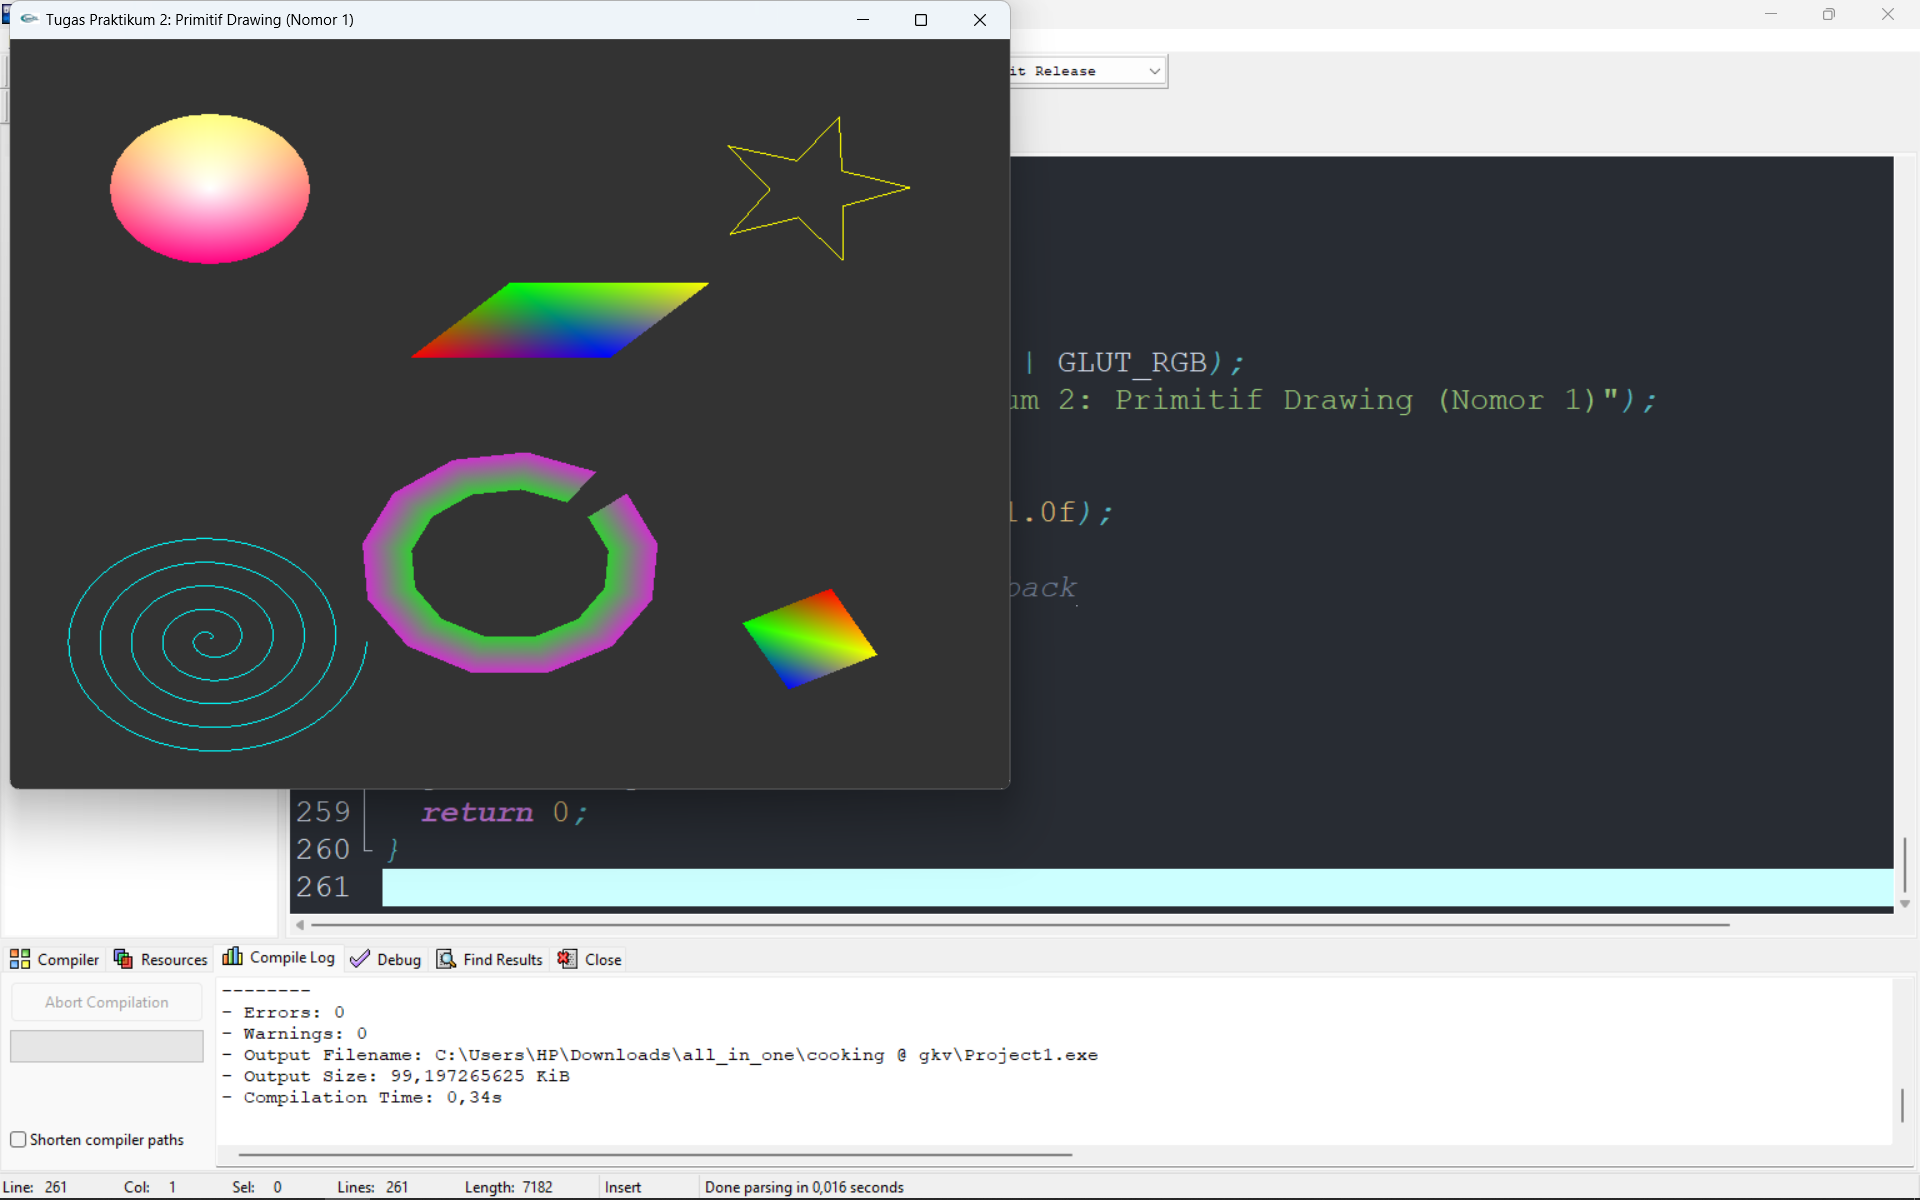 Tugas Praktikum 2: Primitif Drawing (Nomor 1)
it Release
| GLUT_RGB);
um 2: Primitif Drawing (Nomor 1)");
1.0f);
back
259 return 0;
260 }
261
Compiler Resources Compile Log Debug Find Results Close
Abort Compilation
--------
- Errors: 0
- Warnings: 0
- Output Filename: C:\Users\HP\Downloads\all_in_one\cooking @ gkv\Project1.exe
- Output Size: 99,197265625 KiB
- Compilation Time: 0,34s
Shorten compiler paths
Line: 261 Col: 1 Sel: 0 Lines: 261 Length: 7182 Insert Done parsing in 0,016 seconds